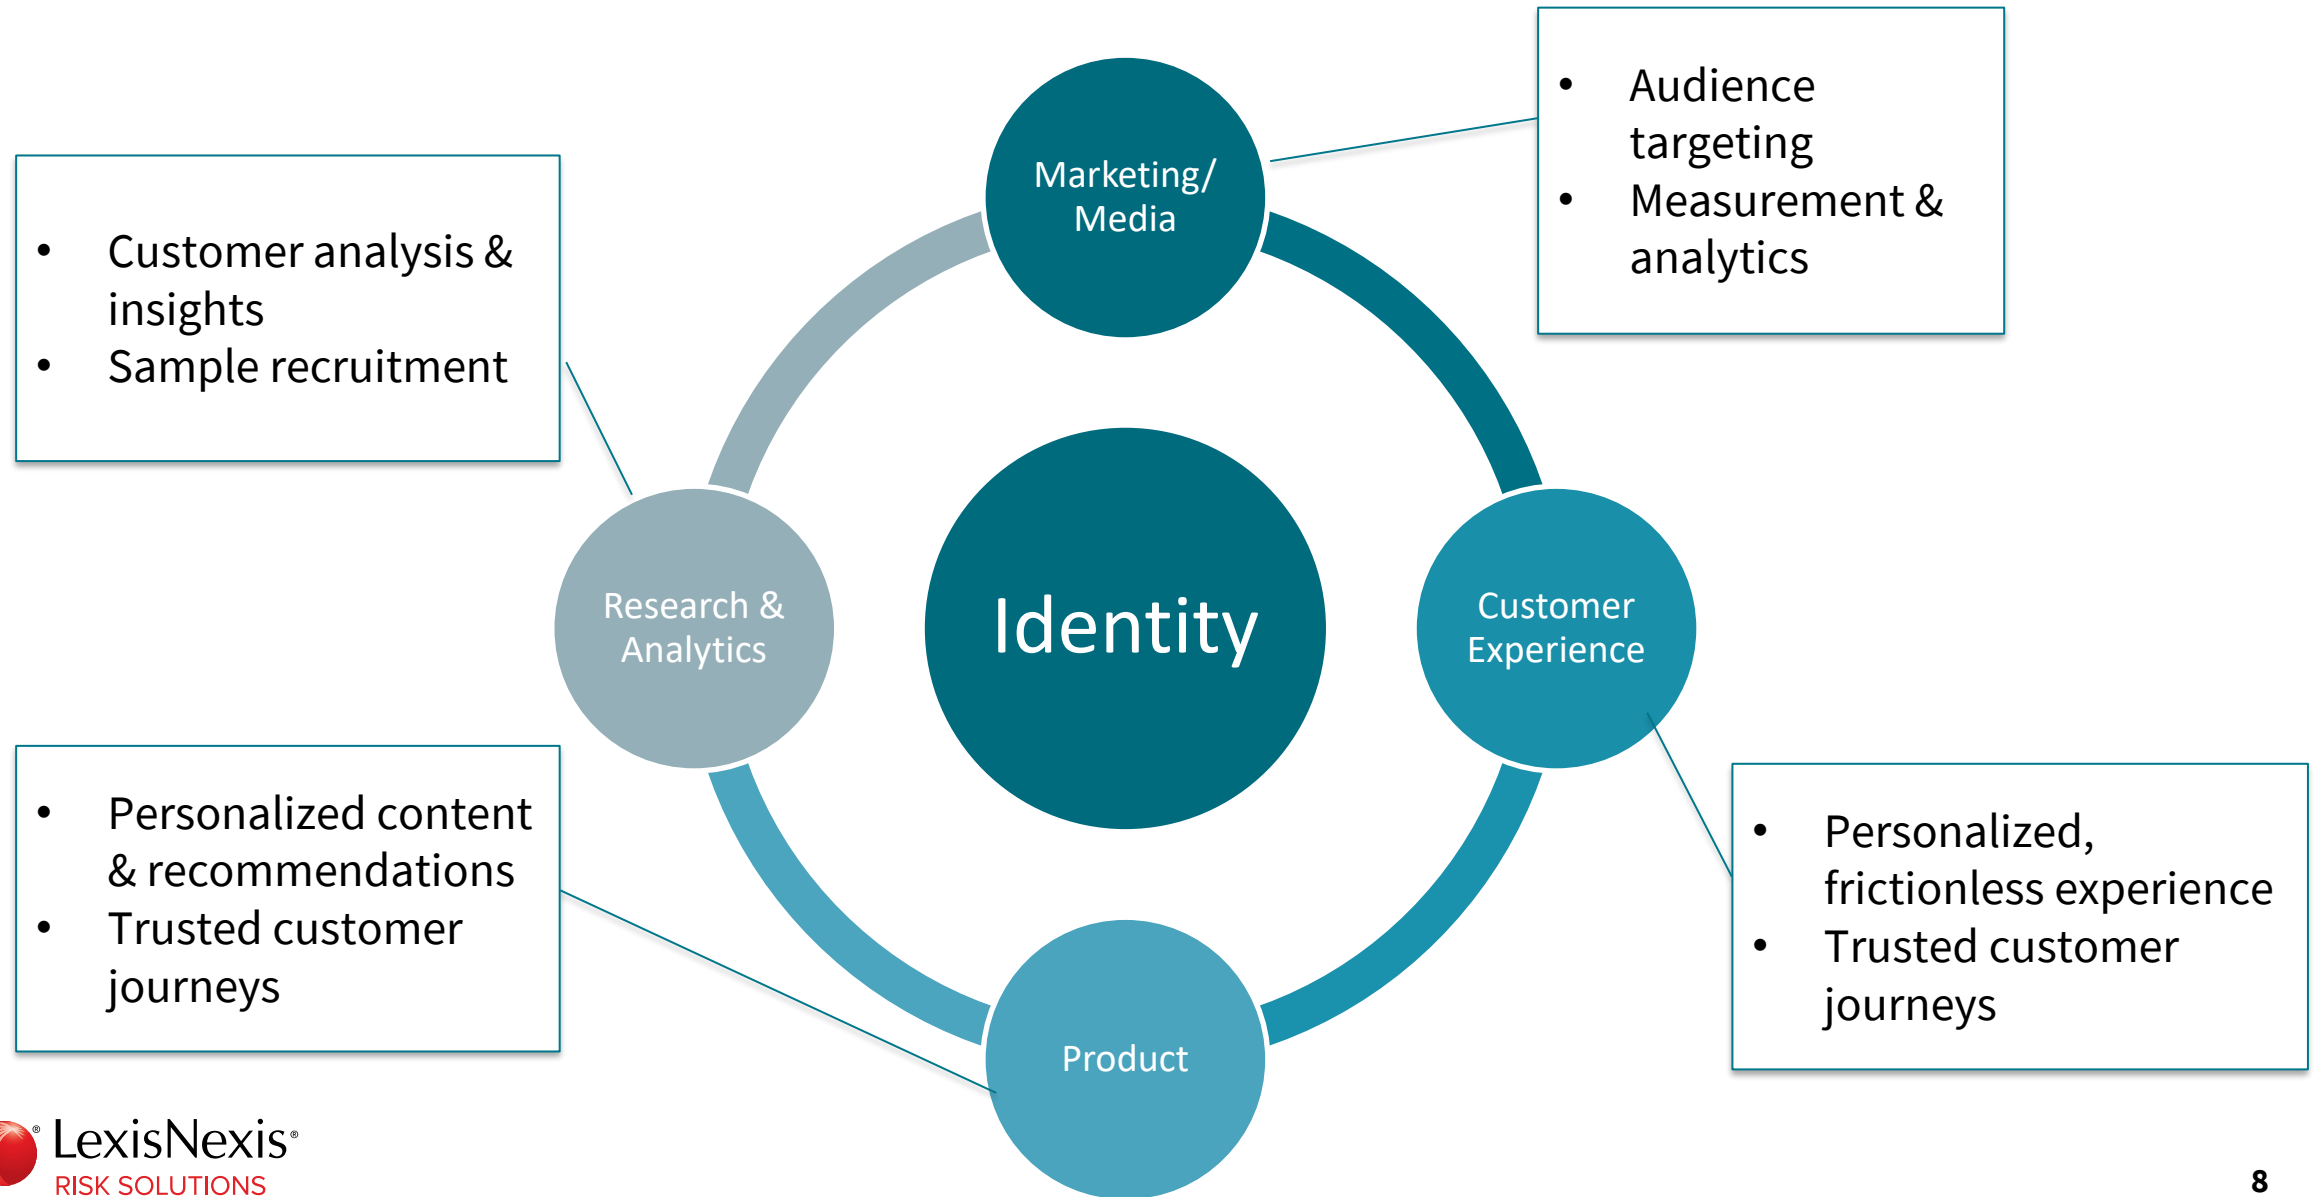 • Audience
targeting
• Measurement &
analytics
Marketing/
Media
• Customer analysis &
insights
• Sample recruitment
Research &
Analytics
Identity
Customer
Experience
• Personalized content
& recommendations
• Trusted customer
journeys
• Personalized,
frictionless experience
• Trusted customer
journeys
Product
LexisNexis®
RISK SOLUTIONS
8